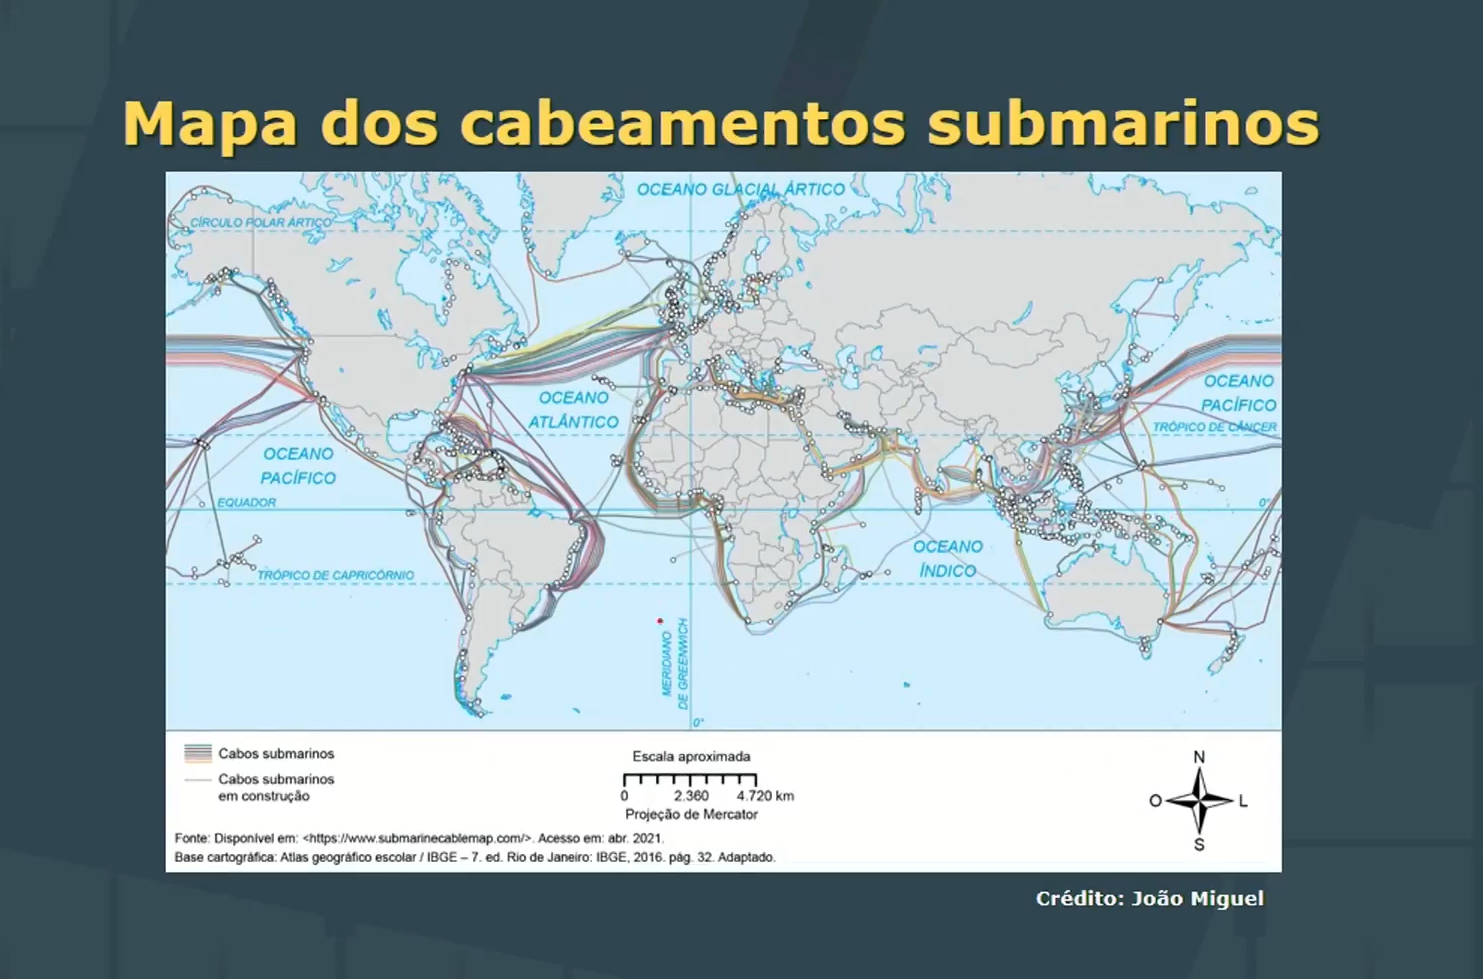 Mapa dos cabeamentos submarinos
OCEANO GLACIAL ÁRTICO
CÍRCULO POLAR ÁRTICO
OCEANO
ATLÂNTICO
OCEANO
PACÍFICO
TRÓPICO DE CÂNCER
OCEANO
PACÍFICO
EQUADOR
0°
OCEANO
ÍNDICO
TRÓPICO DE CAPRICÓRNIO
MERIDIANO
DE GREENWICH
0°
Cabos submarinos
Cabos submarinos
em construção
Escala aproximada
0 2.360 4.720 km
Projeção de Mercator
N
O L
S
Fonte: Disponível em: <https://www.submarinecablemap.com/>. Acesso em: abr. 2021.
Base cartográfica: Atlas geográfico escolar / IBGE – 7. ed. Rio de Janeiro: IBGE, 2016. pág. 32. Adaptado.
Crédito: João Miguel